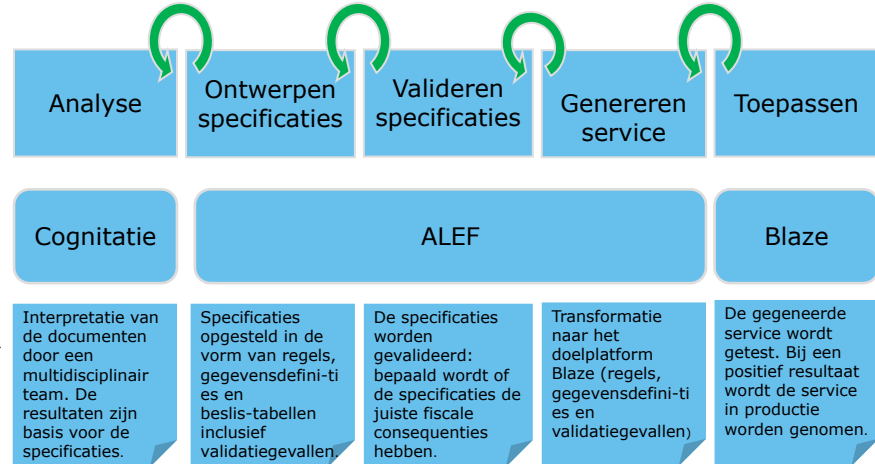 Analyse
Ontwerpen
specificaties
Valideren
specificaties
Genereren
service
Toepassen
Cognitatie
ALEF
Blaze
Interpretatie van
de documenten
door een
multidisciplinair
team. De
resultaten zijn
basis voor de
specificaties.
Specificaties
opgesteld in de
vorm van regels,
gegevensdefini-ti
es en
beslis-tabellen
inclusief
validatiegevallen.
De specificaties
worden
gevalideerd:
bepaald wordt of
de specificaties de
juiste fiscale
consequenties
hebben.
Transformatie
naar het
doelplatform
Blaze (regels,
gegevensdefini-ti
es en
validatiegevallen)
De gegeneerde
service wordt
getest. Bij een
positief resultaat
wordt de service
in productie
worden genomen.